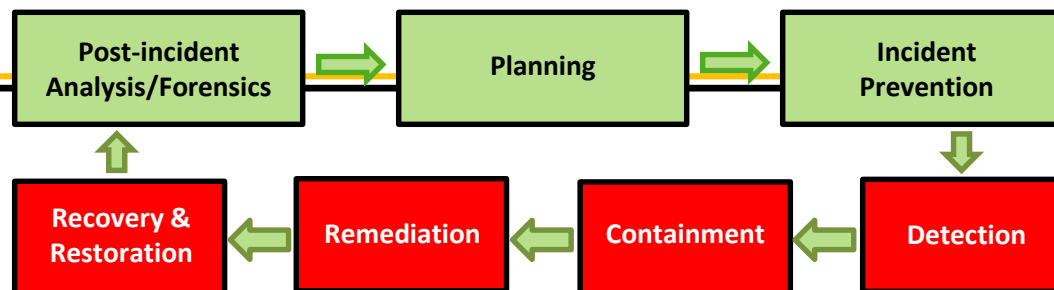 Post-incident
Analysis/Forensics
Planning
Incident
Prevention
Recovery &
Restoration
Remediation
Containment
Detection